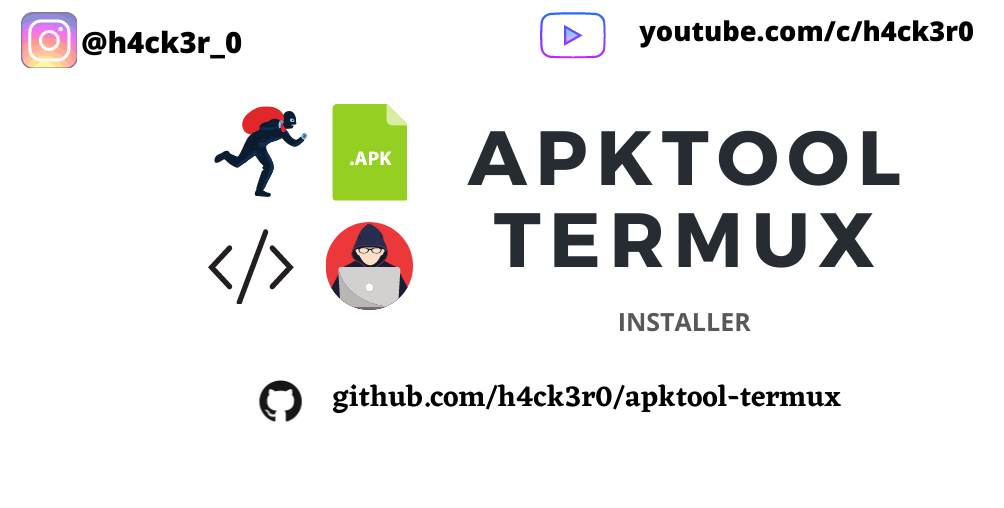 @h4ck3r_0
youtube.com/c/h4ck3r0
.APK
APKTOOL
TERMUX
INSTALLER
github.com/h4ck3r0/apktool-termux